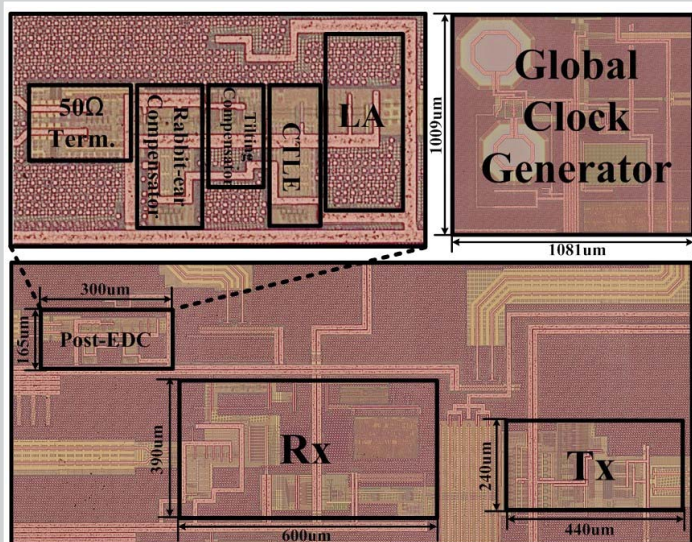 50Ω
Term.
Rabbit-ear
Compensator
Tilting
Compensation
CTLE
LA
Global
Clock
Generator
1009um
1081um
300um
165um
Post-EDC
390um
Rx
600um
240um
Tx
440um